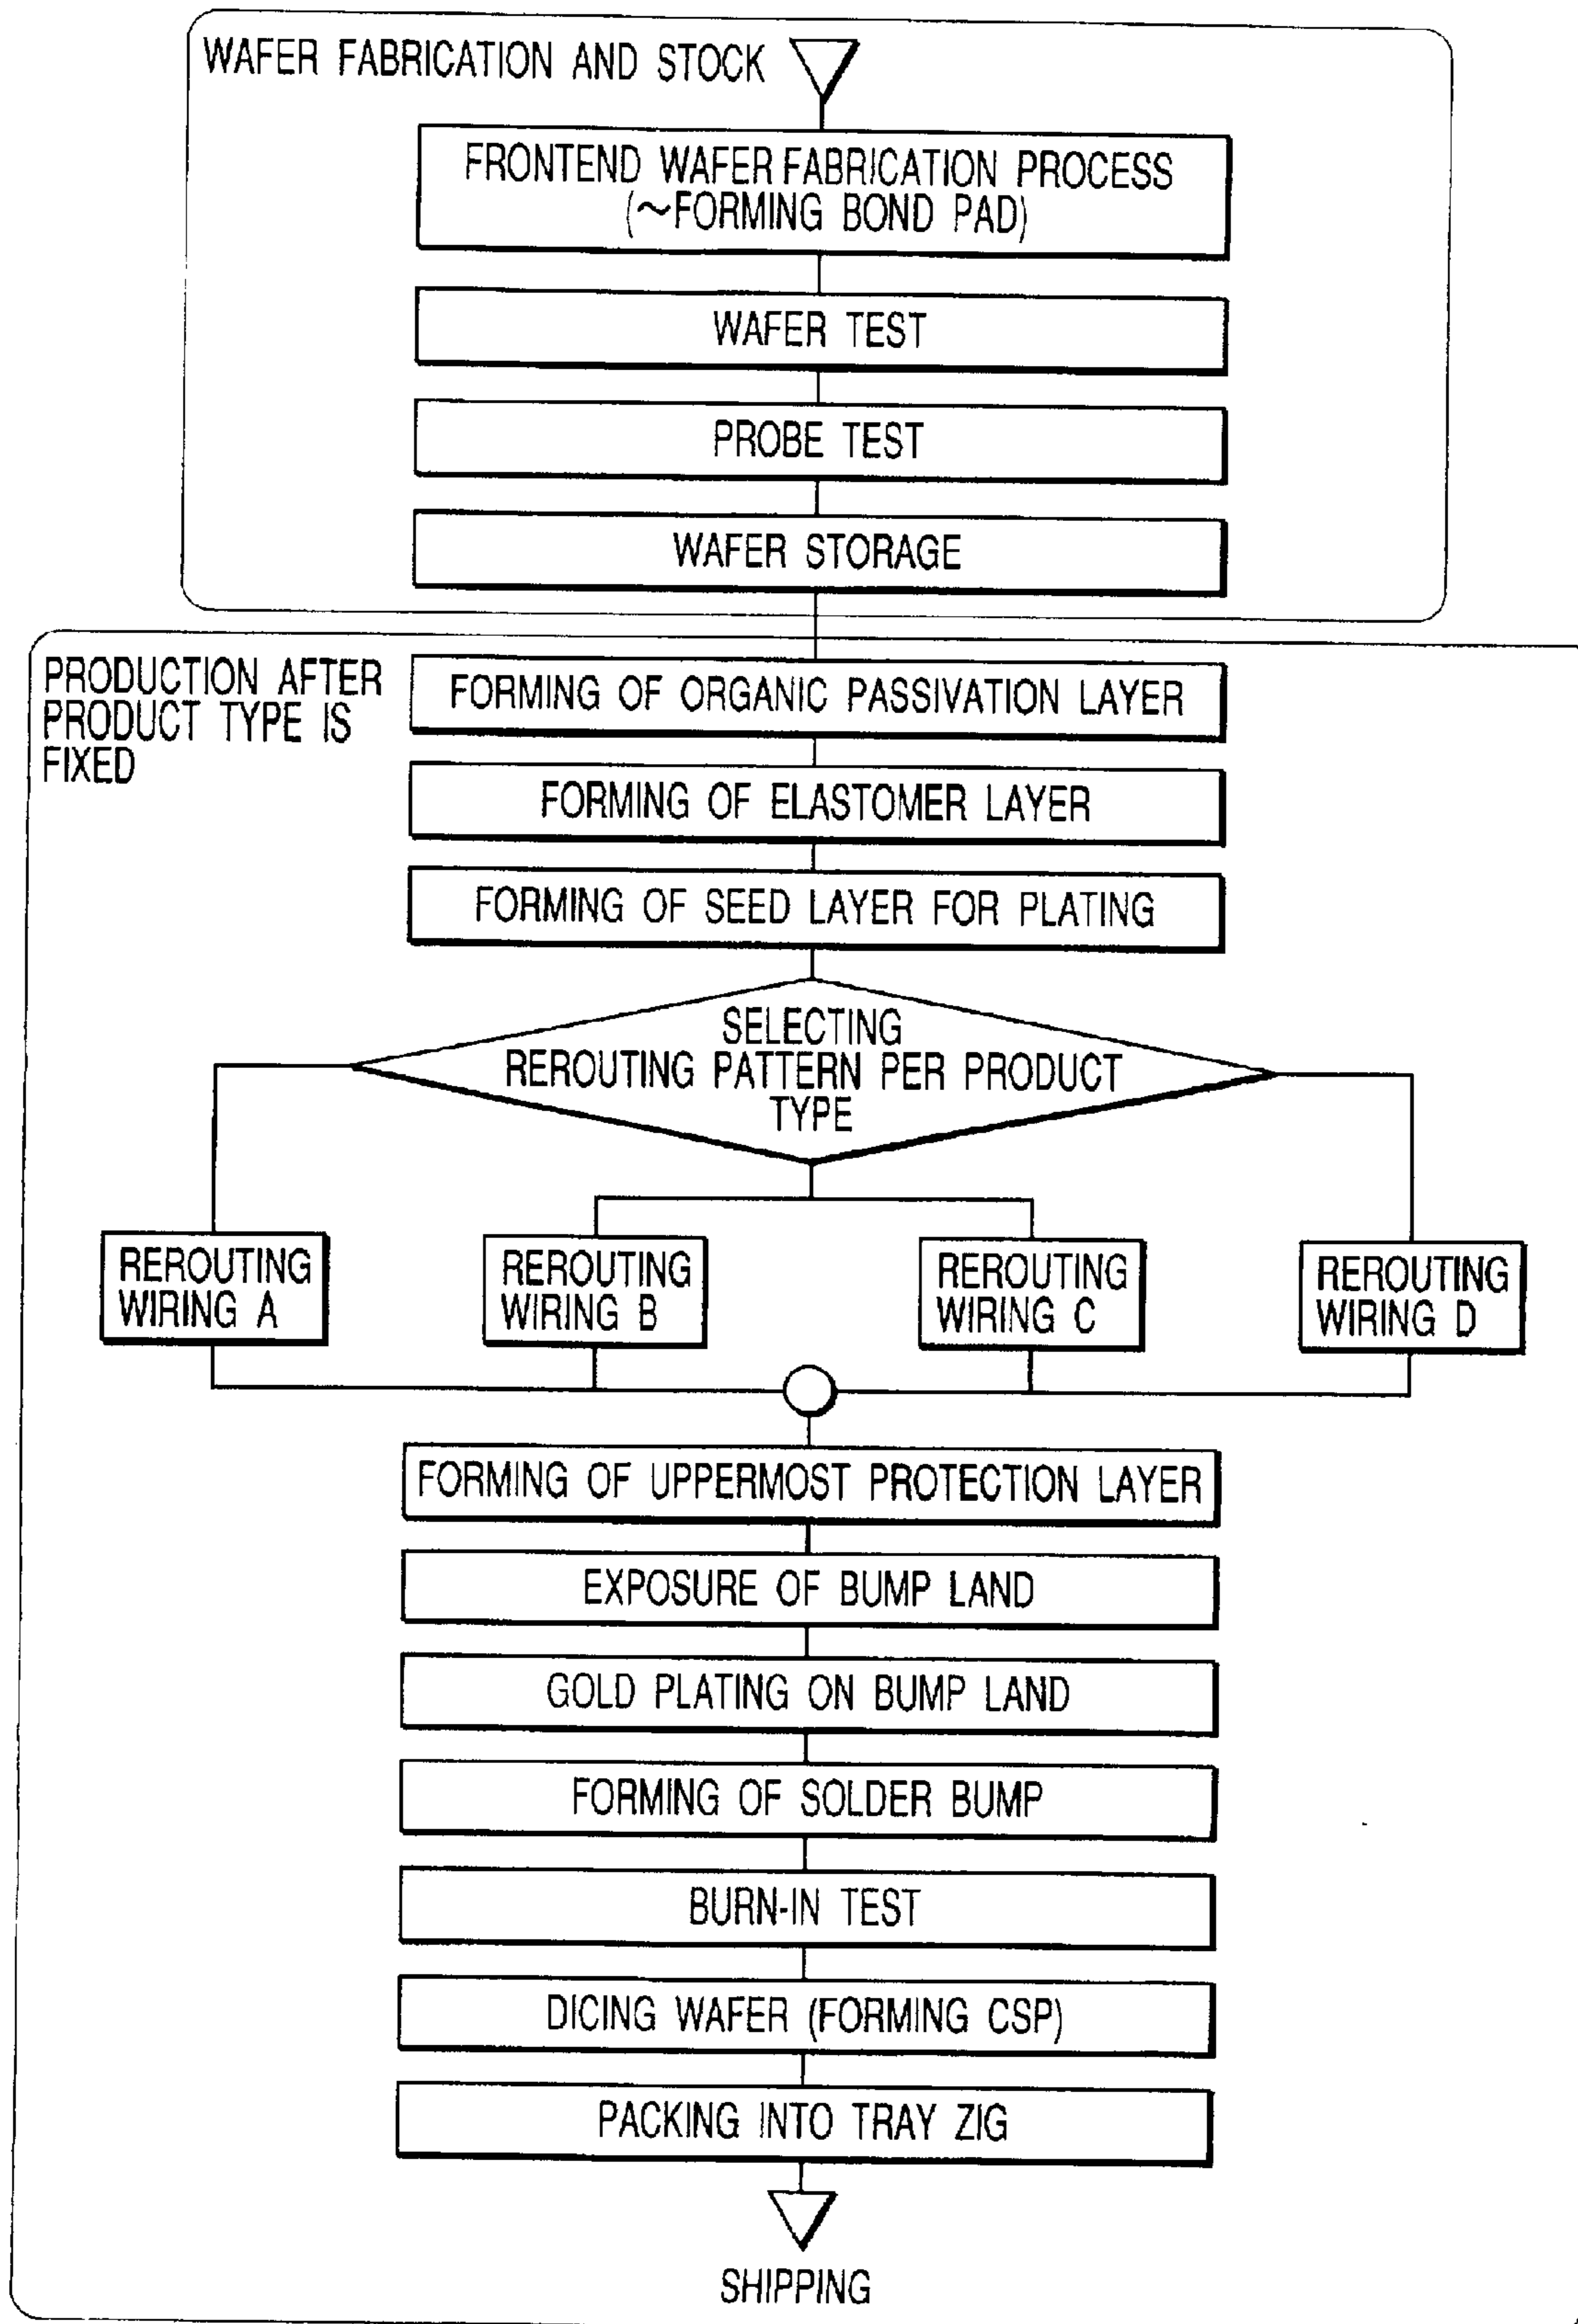 WAFER FABRICATION AND STOCK
FRONTEND WAFER FABRICATION PROCESS
(~FORMING BOND PAD)
WAFER TEST
PROBE TEST
WAFER STORAGE
PRODUCTION AFTER
PRODUCT TYPE IS
FIXED
FORMING OF ORGANIC PASSIVATION LAYER
FORMING OF ELASTOMER LAYER
FORMING OF SEED LAYER FOR PLATING
SELECTING
REROUTING PATTERN PER PRODUCT
TYPE
REROUTING
WIRING A
REROUTING
WIRING B
REROUTING
WIRING C
REROUTING
WIRING D
FORMING OF UPPERMOST PROTECTION LAYER
EXPOSURE OF BUMP LAND
GOLD PLATING ON BUMP LAND
FORMING OF SOLDER BUMP
BURN-IN TEST
DICING WAFER (FORMING CSP)
PACKING INTO TRAY ZIG
SHIPPING